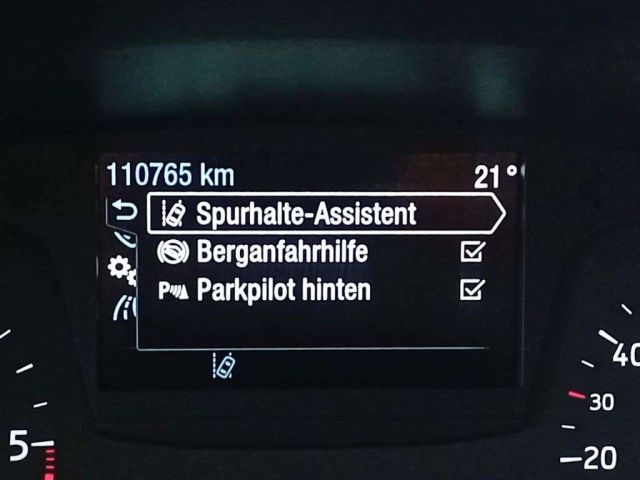 110765 km 21°
Spurhalte-Assistent
Berganfahrhilfe
P Parkpilot hinten
5
40
30
20